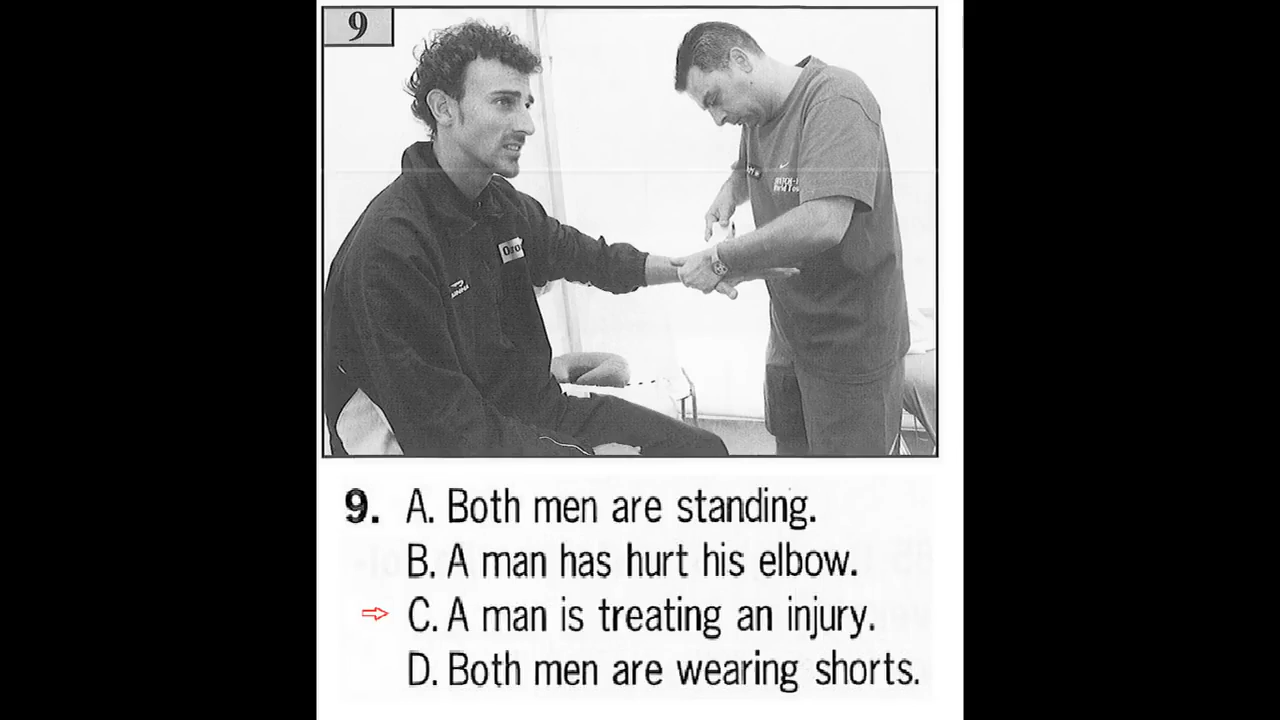 9
9. A. Both men are standing.
B. A man has hurt his elbow.
C. A man is treating an injury.
D. Both men are wearing shorts.